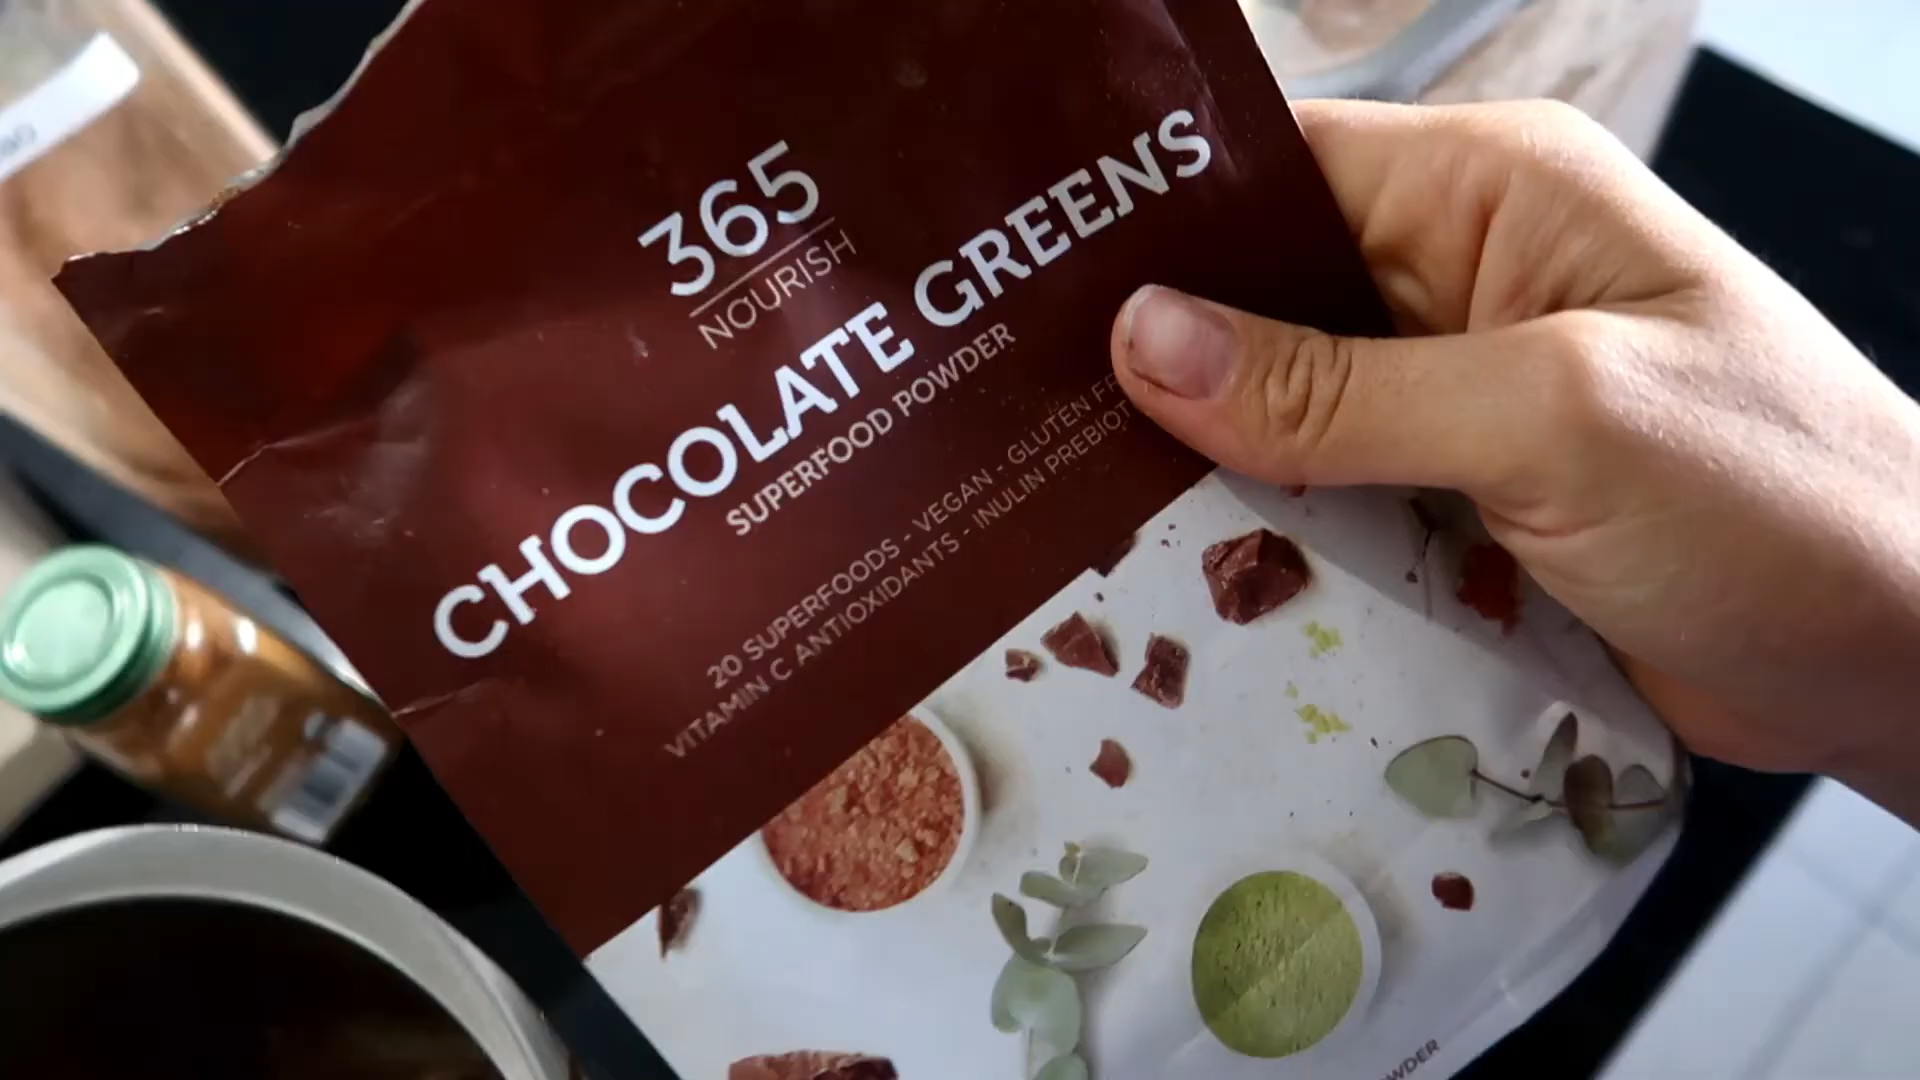 365
NOURISH
CHOCOLATE GREENS
SUPERFOOD POWDER
20 SUPERFOODS - VEGAN - GLUTEN FR
VITAMIN C ANTIOXIDANTS - INULIN PREBIOT